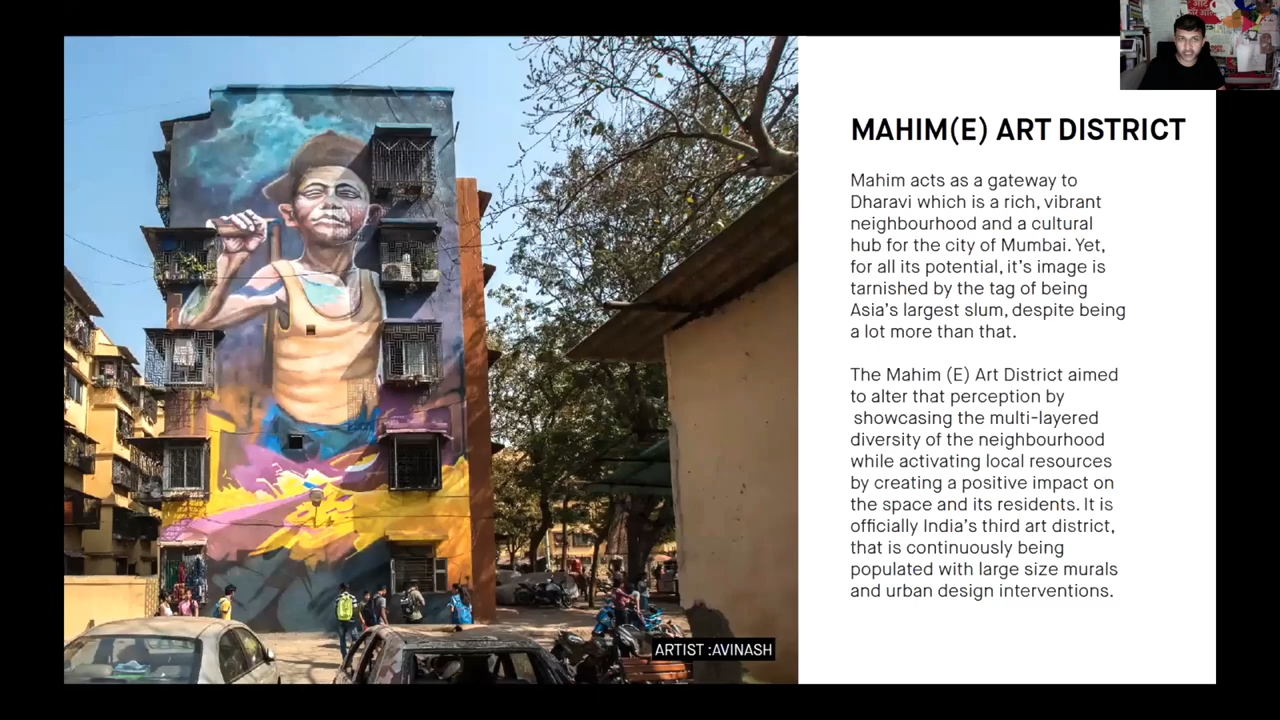 MAHIM(E) ART DISTRICT
Mahim acts as a gateway to
Dharavi which is a rich, vibrant
neighbourhood and a cultural
hub for the city of Mumbai. Yet,
for all its potential, it's image is
tarnished by the tag of being
Asia's largest slum, despite being
a lot more than that.
The Mahim (E) Art District aimed
to alter that perception by
showcasing the multi-layered
diversity of the neighbourhood
while activating local resources
by creating a positive impact on
the space and its residents. It is
officially India's third art district,
that is continuously being
populated with large size murals
and urban design interventions.
ARTIST :AVINASH